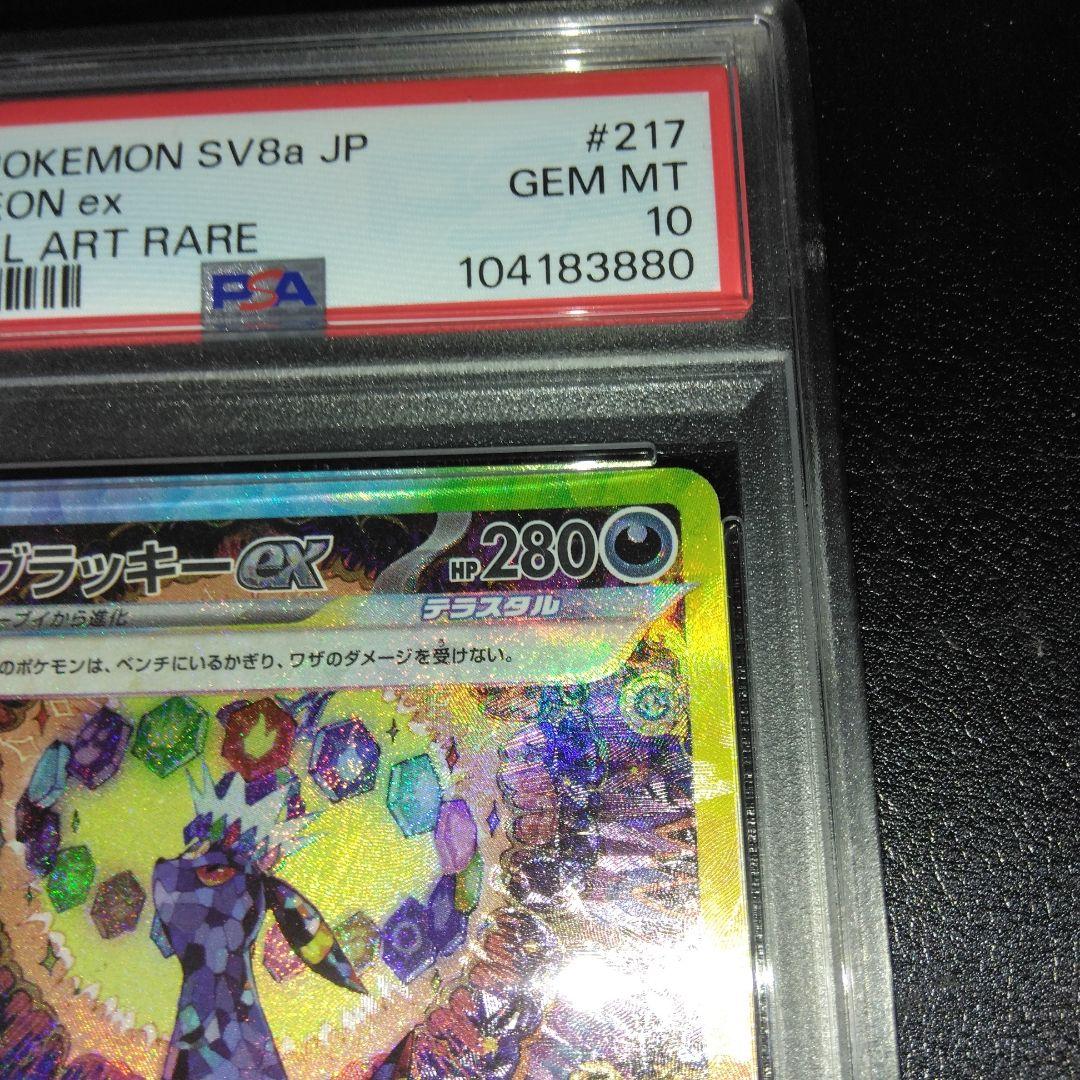 POKEMON SV8a JP
#217
EON ex
GEM MT
L ART RARE
10
PSA
104183880
ブラッキーex
HP280
ーブイから進化
テラスタル
のポケモンは、ベンチにいるかぎり、ワザのダメージを受けない。